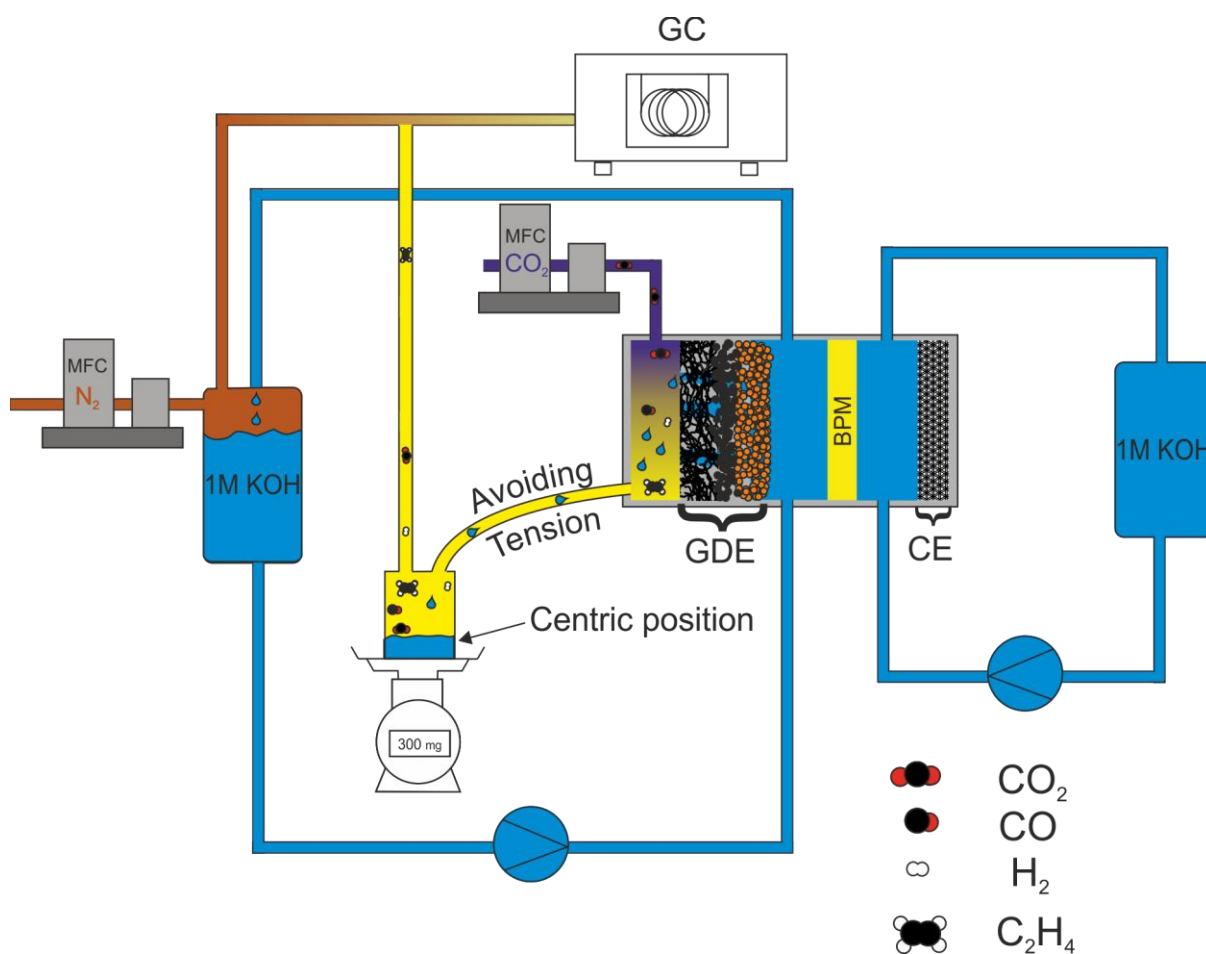 GC
MFC
CO₂
MFC
N₂
1M KOH
BPM
1M KOH
Avoiding
Tension
GDE
CE
Centric position
300 mg
CO₂
CO
H₂
C₂H₄